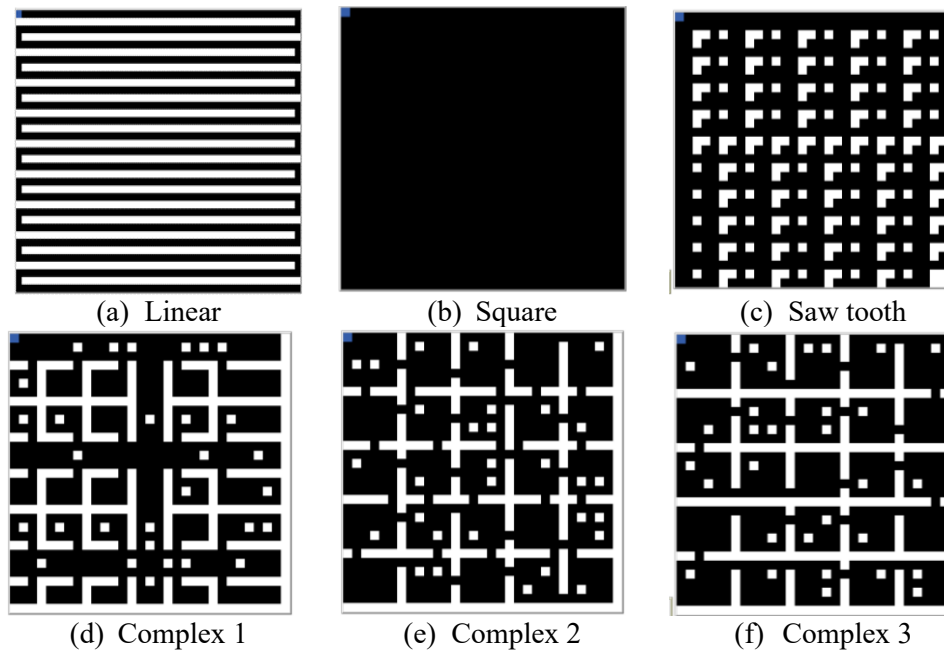 (a) Linear
(b) Square
(c) Saw tooth
(d) Complex 1
(e) Complex 2
(f) Complex 3